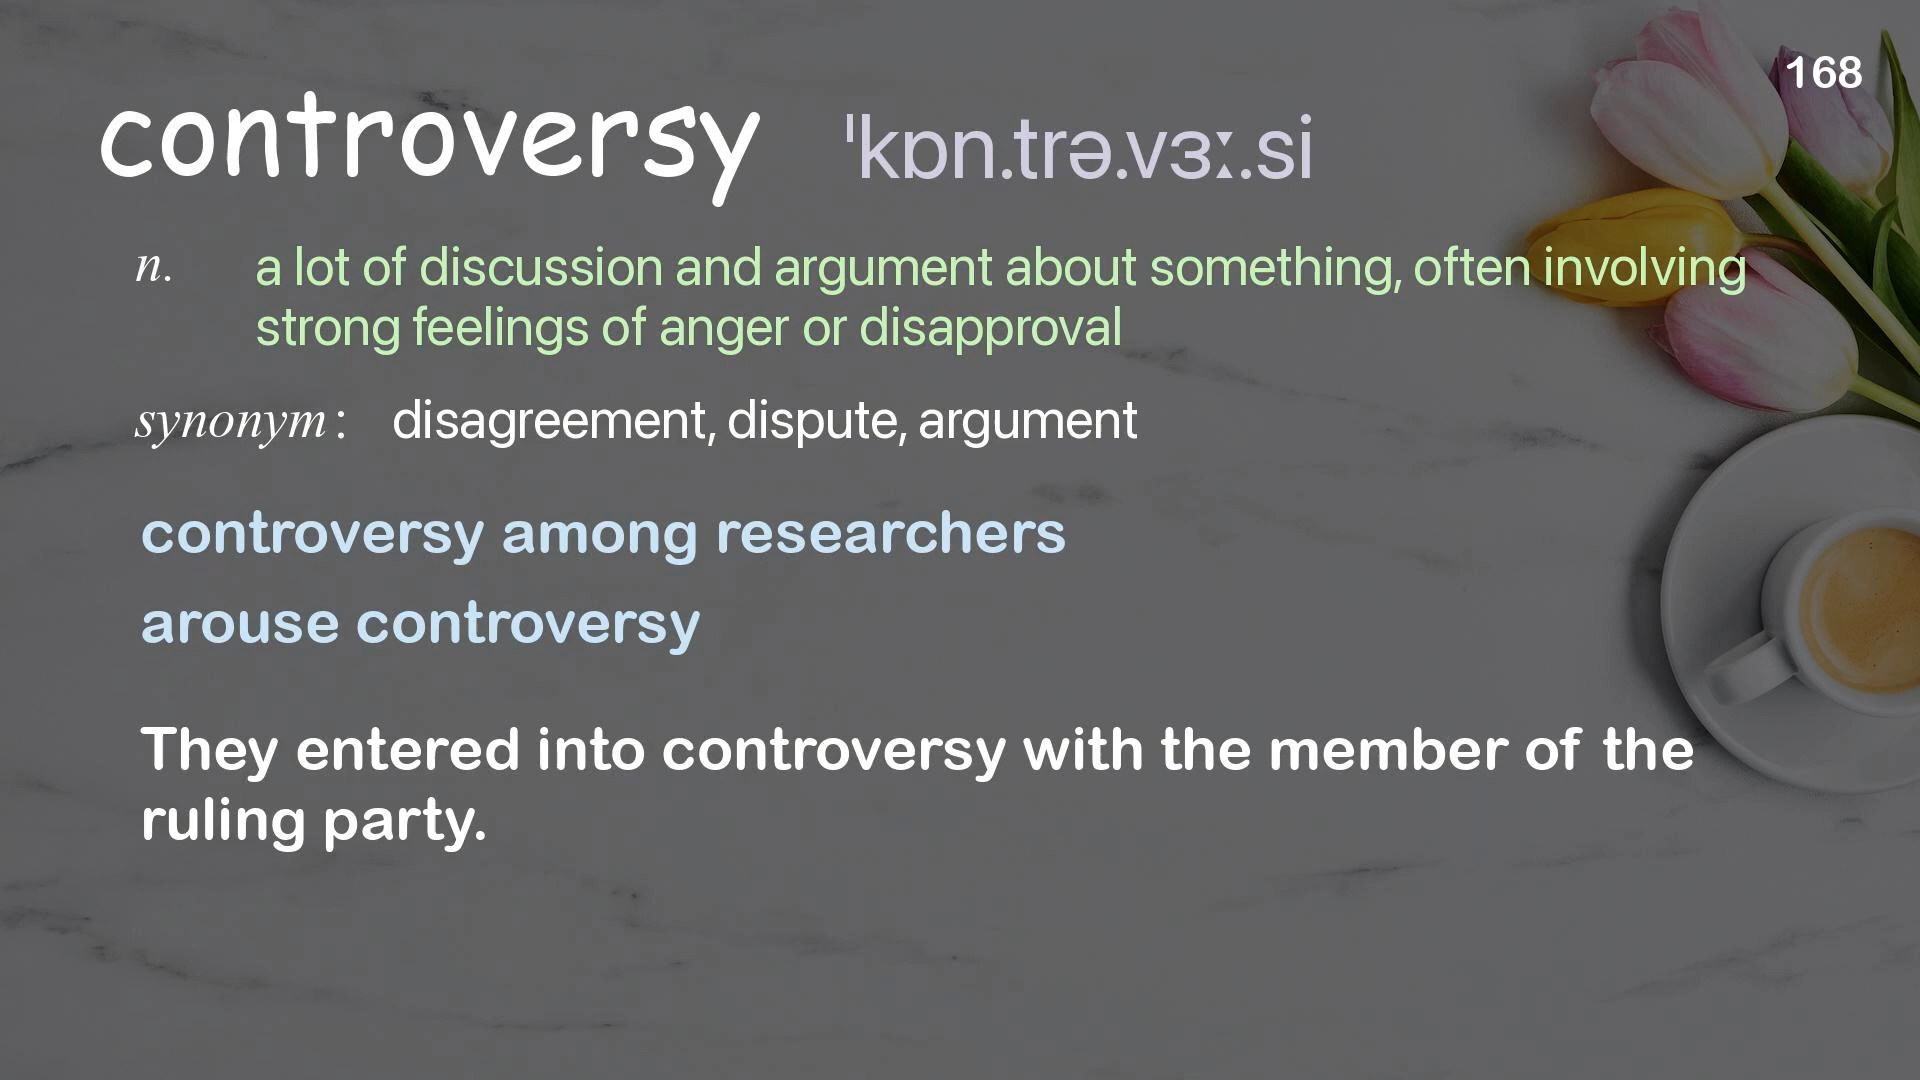 168
controversy ˈkɒn.trə.vɜː.si
n. a lot of discussion and argument about something, often involving
strong feelings of anger or disapproval
synonym: disagreement, dispute, argument
controversy among researchers
arouse controversy
They entered into controversy with the member of the
ruling party.